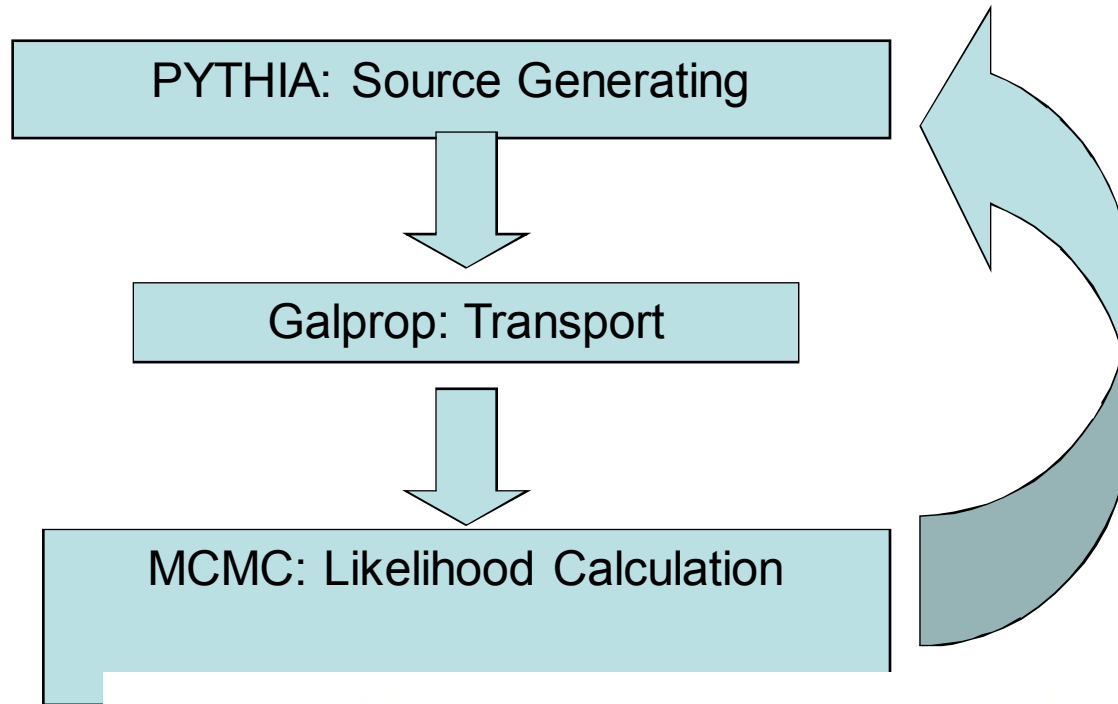 PYTHIA: Source Generating
Galprop: Transport
MCMC: Likelihood Calculation